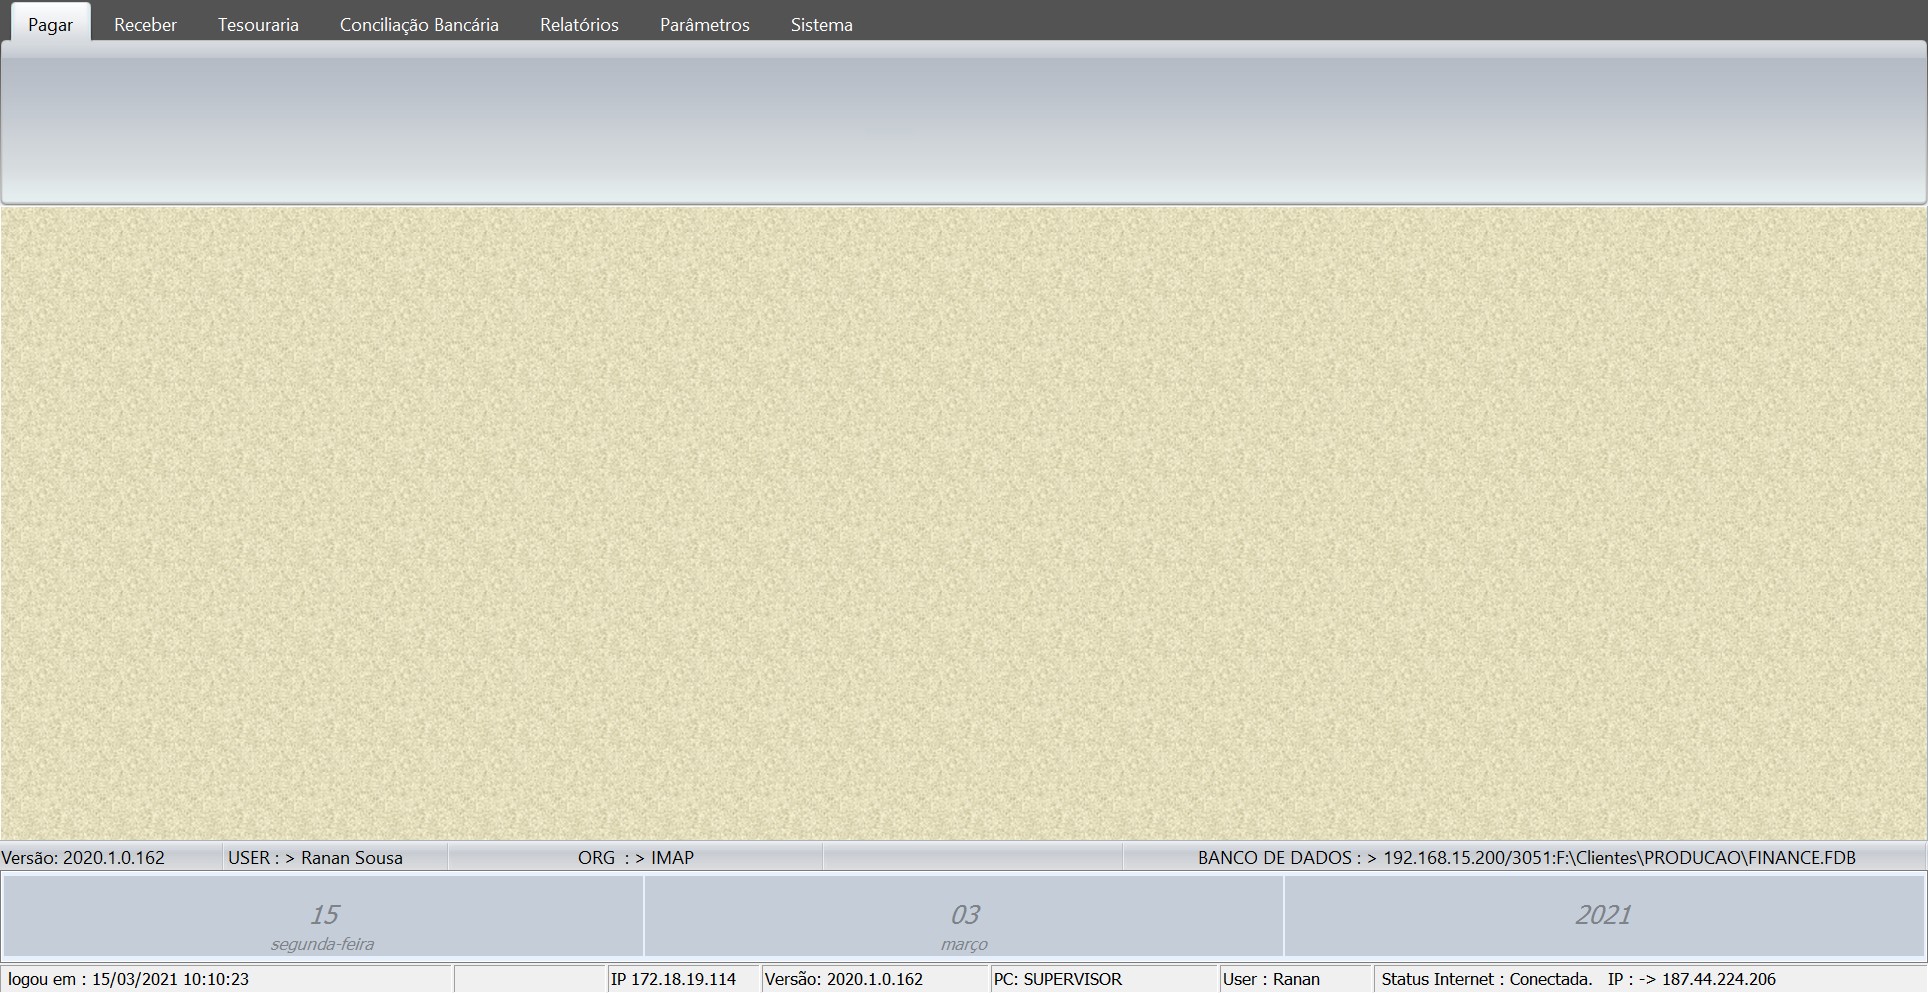 Pagar Receber Tesouraria Conciliação Bancária Relatórios Parâmetros Sistema
Versão: 2020.1.0.162 USER : > Ranan Sousa ORG : > IMAP BANCO DE DADOS : > 192.168.15.200/3051:F:\Clientes\PRODUCAO\FINANCE.FDB
15 03 2021
segunda-feira março
logou em : 15/03/2021 10:10:23 IP 172.18.19.114 Versão: 2020.1.0.162 PC: SUPERVISOR User : Ranan Status Internet : Conectada. IP : -> 187.44.224.206